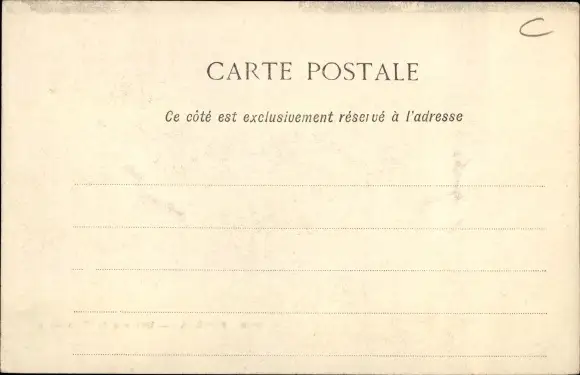 C
CARTE POSTALE
Ce côté est exclusivement réservé à l'adresse